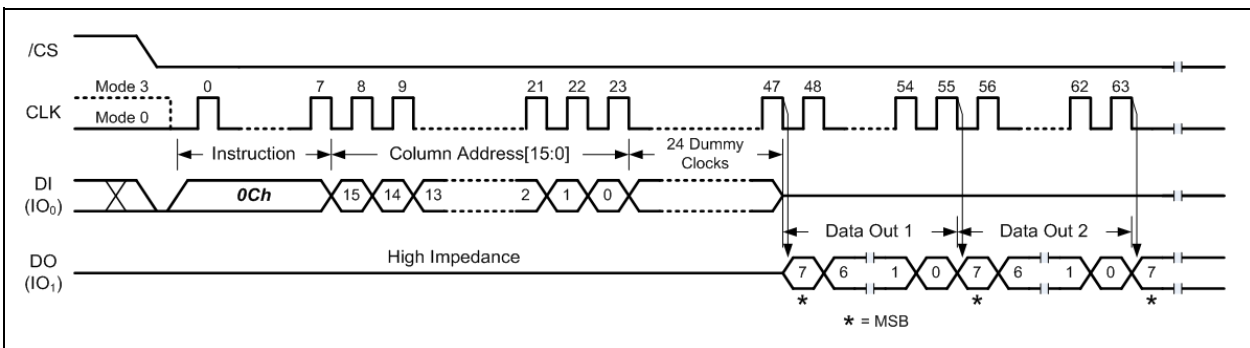 /CS
Mode 3 0 7 8 9 21 22 23 47 48 54 55 56 62 63
CLK
Mode 0
Instruction Column Address[15:0] 24 Dummy
Clocks
DI
(IO₀)
0Ch 15 14 13 2 1 0
Data Out 1 Data Out 2
DO
(IO₁)
High Impedance
7 6 1 0 7 6 1 0 7
* * *
* = MSB